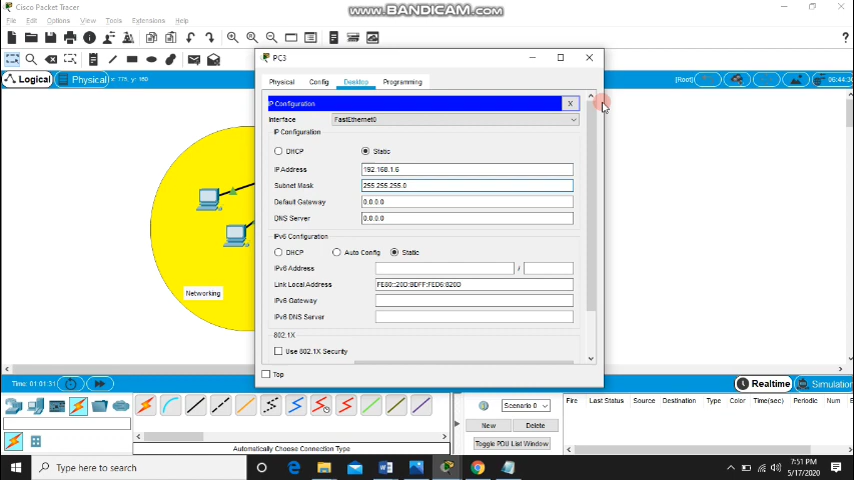 Cisco Packet Tracer
www.BANDICAM.com
File Edit Options View Tools Extensions Help
?
Logical Physical x: 775, y: 160 [Root] 06:44:30
PC3
Physical Config Desktop Programming
IP Configuration X
Interface FastEthernet0
IP Configuration
DHCP Static
IP Address 192.168.1.6
Subnet Mask 255.255.255.0
Default Gateway 0.0.0.0
DNS Server 0.0.0.0
IPv6 Configuration
DHCP Auto Config Static
IPv6 Address /
Link Local Address FE80::20D:BDFF:FED6:820D
IPv6 Gateway
IPv6 DNS Server
802.1X
Use 802.1X Security
Top
Networking
Time: 01:01:31 Realtime Simulation
Scenario 0
New Delete
Toggle PDU List Window
Fire Last Status Source Destination Type Color Time(sec) Periodic Num
Automatically Choose Connection Type
Type here to search
7:51 PM
5/17/2020